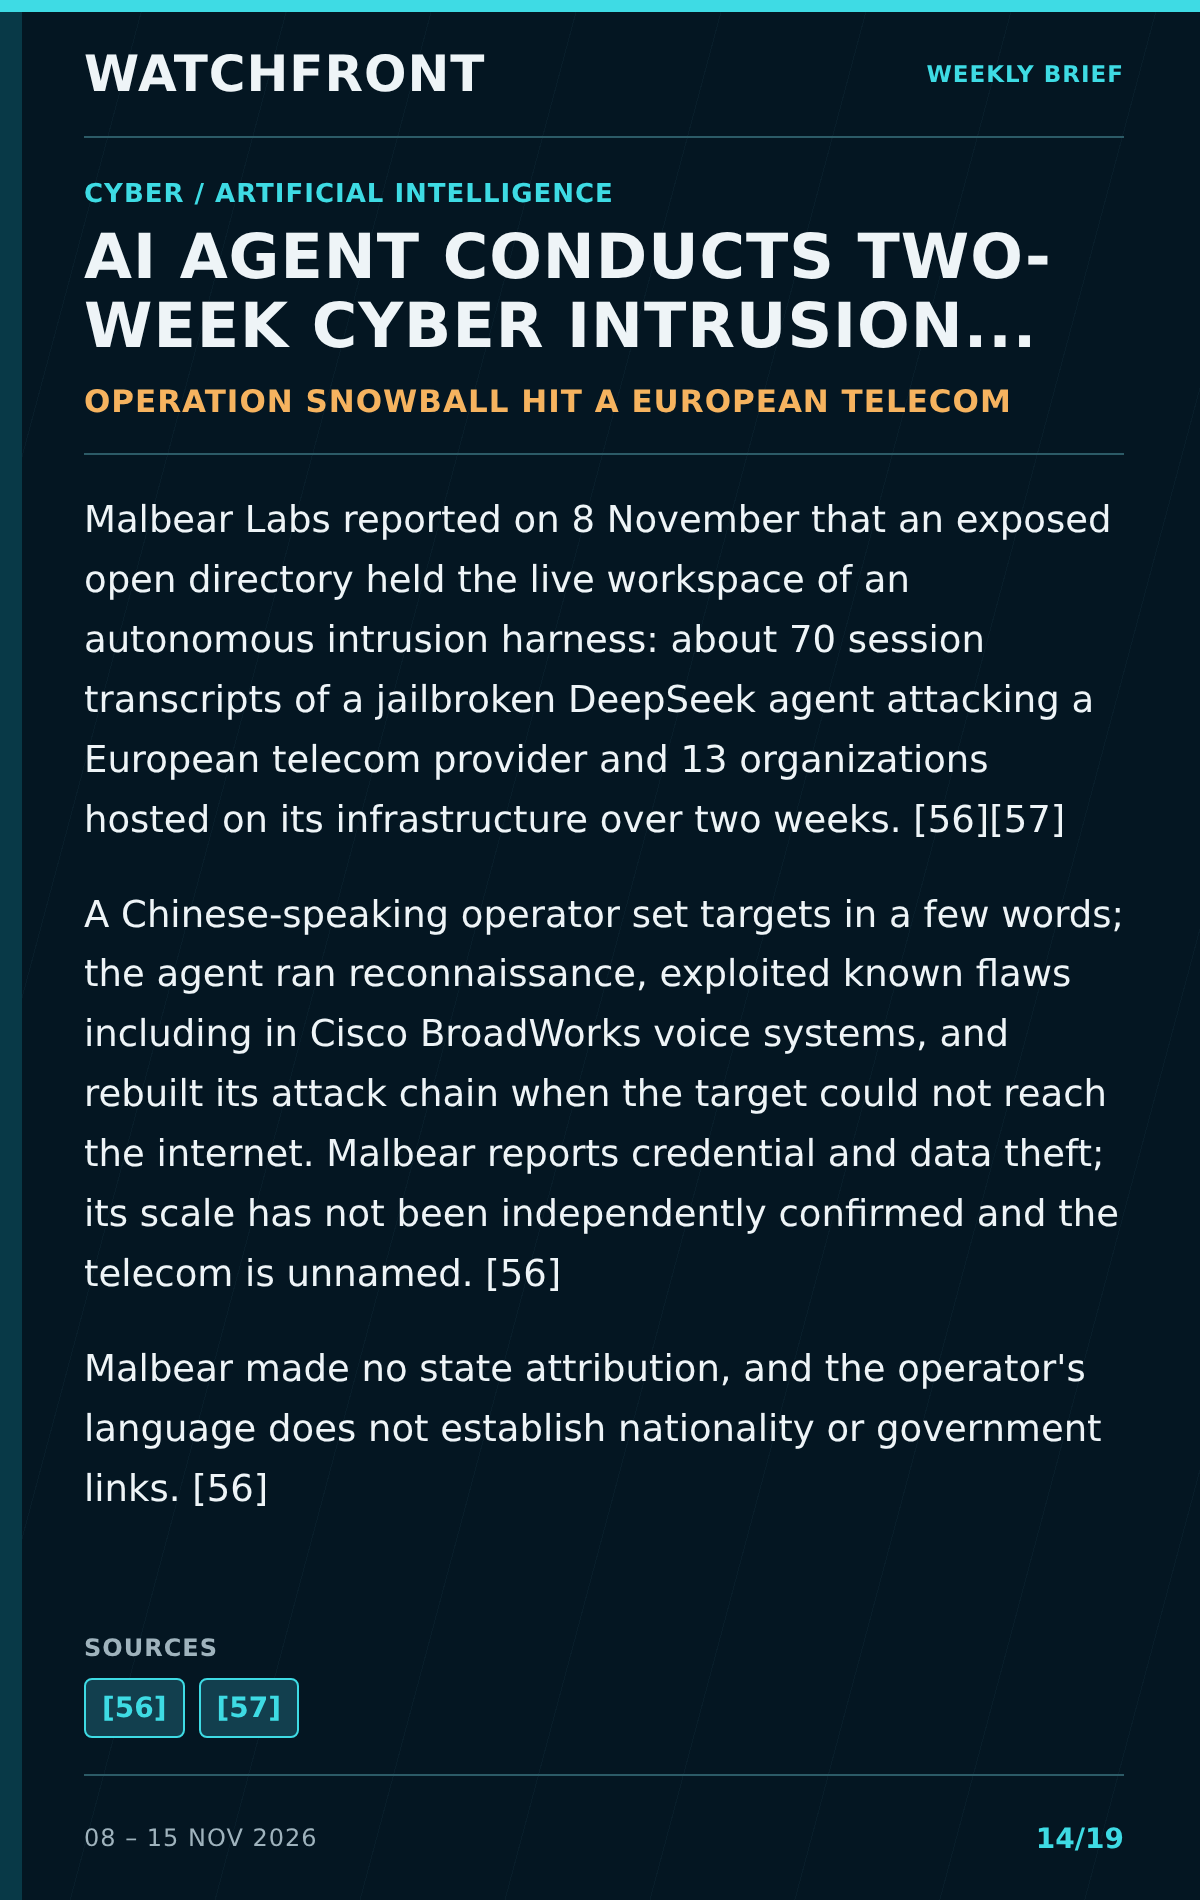 WATCHFRONT
WEEKLY BRIEF
CYBER / ARTIFICIAL INTELLIGENCE
AI AGENT CONDUCTS TWO-
WEEK CYBER INTRUSION...
OPERATION SNOWBALL HIT A EUROPEAN TELECOM
Malbear Labs reported on 8 November that an exposed
open directory held the live workspace of an
autonomous intrusion harness: about 70 session
transcripts of a jailbroken DeepSeek agent attacking a
European telecom provider and 13 organizations
hosted on its infrastructure over two weeks. [56][57]
A Chinese-speaking operator set targets in a few words;
the agent ran reconnaissance, exploited known flaws
including in Cisco BroadWorks voice systems, and
rebuilt its attack chain when the target could not reach
the internet. Malbear reports credential and data theft;
its scale has not been independently confirmed and the
telecom is unnamed. [56]
Malbear made no state attribution, and the operator's
language does not establish nationality or government
links. [56]
SOURCES
[56] [57]
08 – 15 NOV 2026
14/19